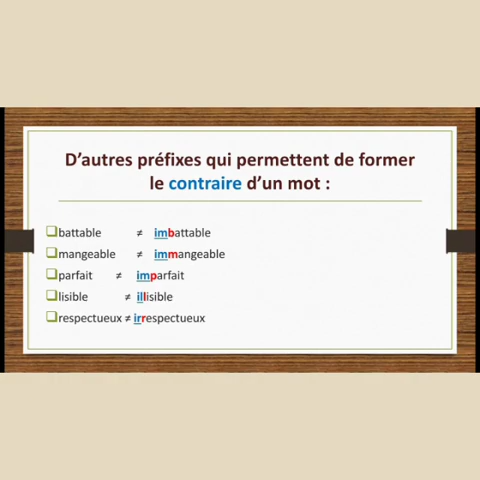 D'autres préfixes qui permettent de former
le contraire d'un mot :
battable ≠ imbattable
mangeable ≠ immangeable
parfait ≠ imparfait
lisible ≠ illisible
respectueux ≠ irrespectueux